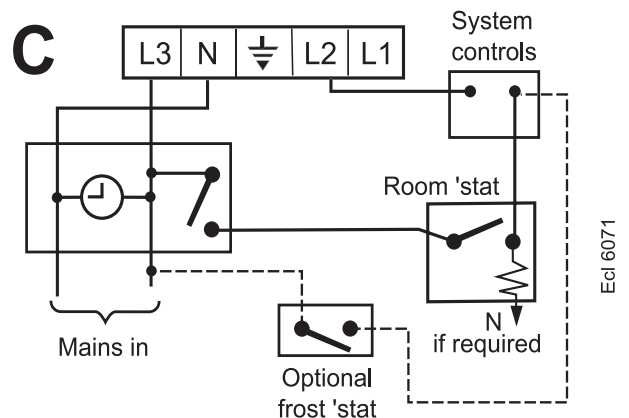 C
L3 N L2 L1
System
controls
Room 'stat
Ecl 6071
N
if required
Mains in
Optional
frost 'stat